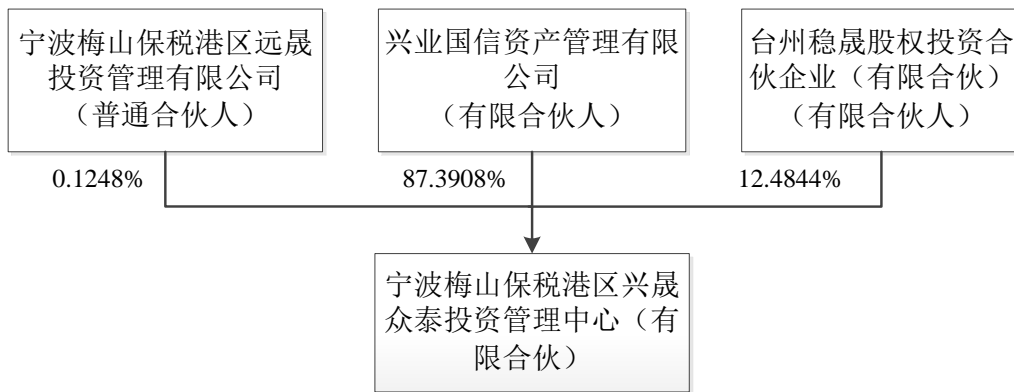 宁波梅山保税港区远晟
投资管理有限公司
（普通合伙人）
兴业国信资产管理有限
公司
（有限合伙人）
台州稳晟股权投资合
伙企业（有限合伙）
（有限合伙人）
0.1248%
87.3908%
12.4844%
宁波梅山保税港区兴晟
众泰投资管理中心（有
限合伙）